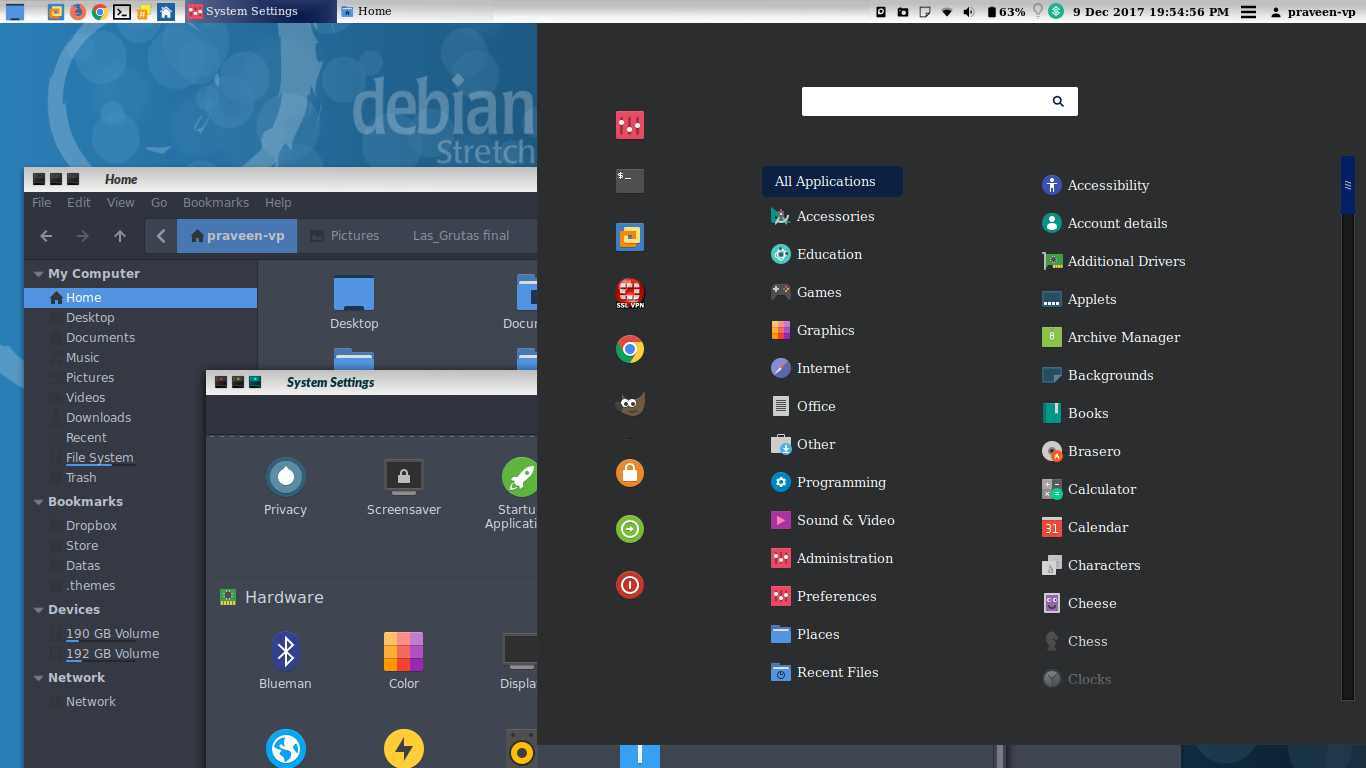 System Settings
Home
63%
9 Dec 2017 19:54:56 PM
praveen-vp
debian
Stretch
Home
File Edit View Go Bookmarks Help
praveen-vp Pictures Las_Grutas final
My Computer
Home
Desktop
Documents
Music
Pictures
Videos
Downloads
Recent
File System
Trash
Bookmarks
Dropbox
Store
Datas
.themes
Devices
190 GB Volume
192 GB Volume
Network
Network
Desktop
Docu
System Settings
Privacy
Screensaver
Startu
Applicati
Hardware
Blueman
Color
Displa
$_
SSL VPN
All Applications
Accessories
Education
Games
Graphics
Internet
Office
Other
Programming
Sound & Video
Administration
Preferences
Places
Recent Files
Accessibility
Account details
Additional Drivers
Applets
Archive Manager
Backgrounds
Books
Brasero
Calculator
31
Calendar
Characters
Cheese
Chess
Clocks